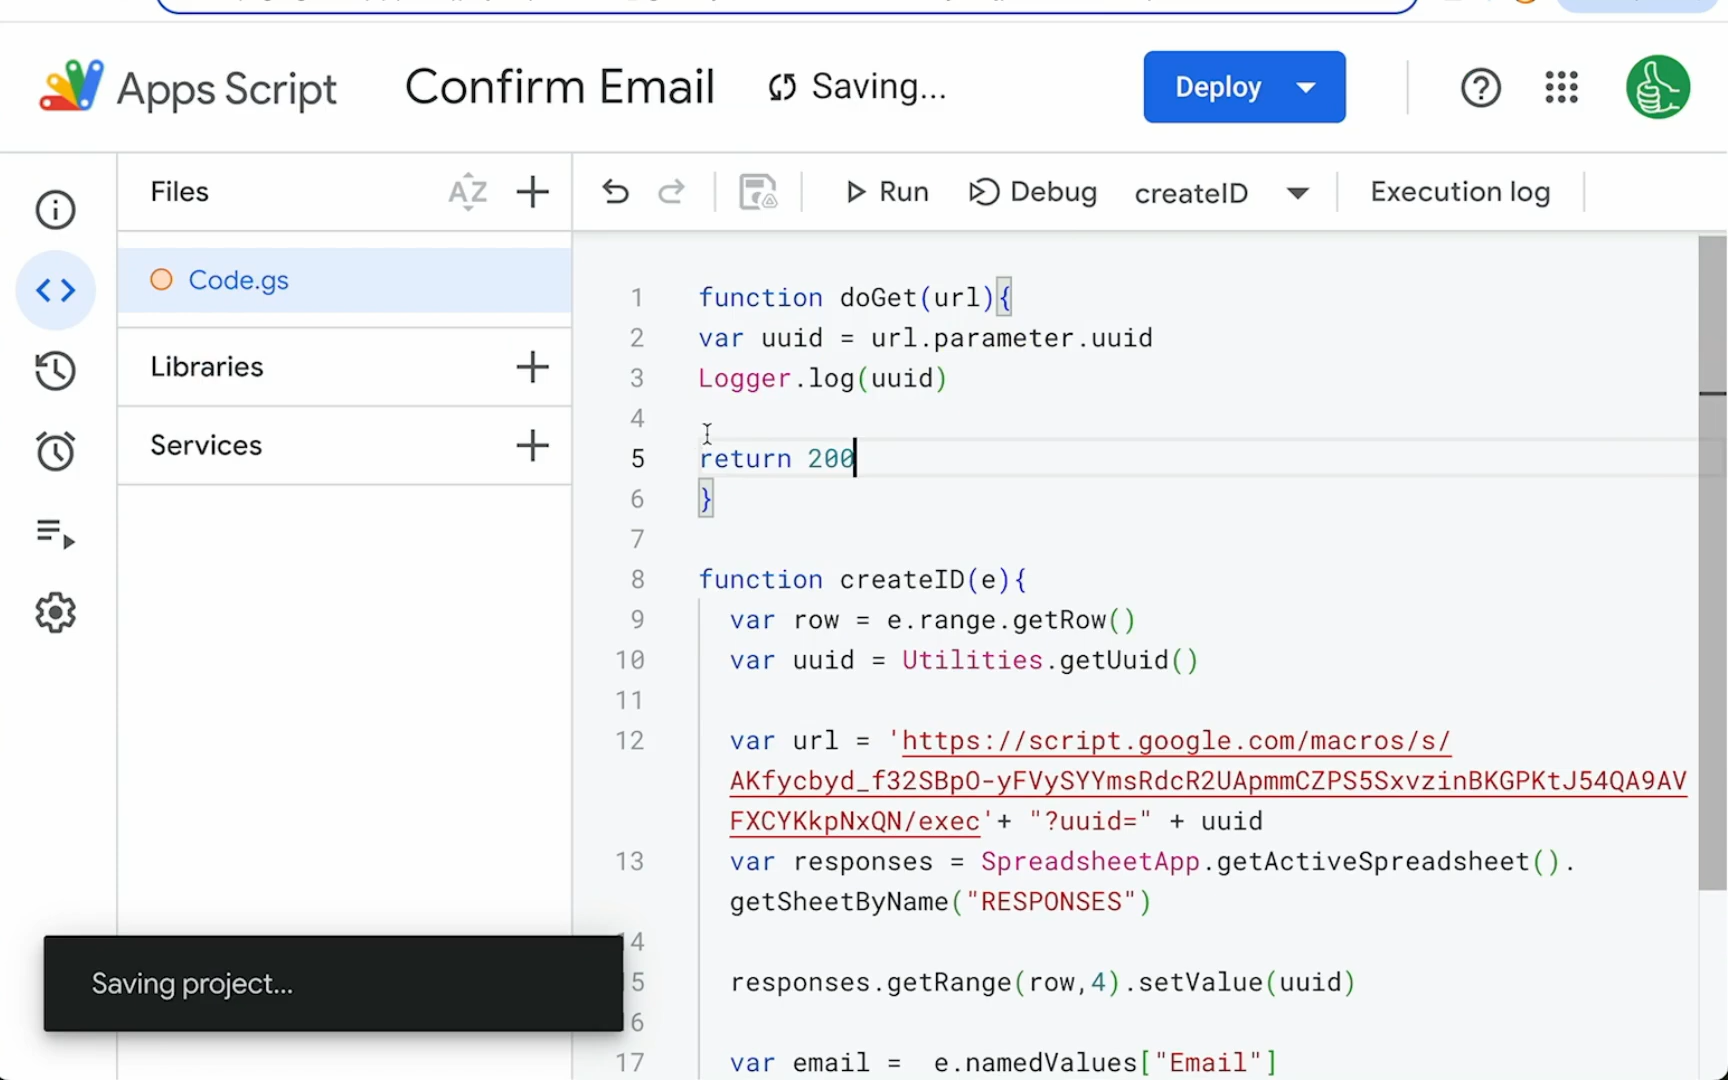 Apps Script
Confirm Email
Saving...
Deploy
Files
AZ
Run
Debug
createID
Execution log
Code.gs
Libraries
Services
1 function doGet(url){
2 var uuid = url.parameter.uuid
3 Logger.log(uuid)
4
5 return 200
6 }
7
8 function createID(e){
9 var row = e.range.getRow()
10 var uuid = Utilities.getUuid()
11
12 var url = 'https://script.google.com/macros/s/
AKfycbyd_f32SBpO-yFVySYYmsRdcR2UApmmCZPS5SxvzinBKGPKtJ54QA9AV
FXCYKkpNxQN/exec'+ "?uuid=" + uuid
13 var responses = SpreadsheetApp.getActiveSpreadsheet().
getSheetByName("RESPONSES")
14
5 responses.getRange(row,4).setValue(uuid)
6
17 var email = e.namedValues["Email"]
Saving project...